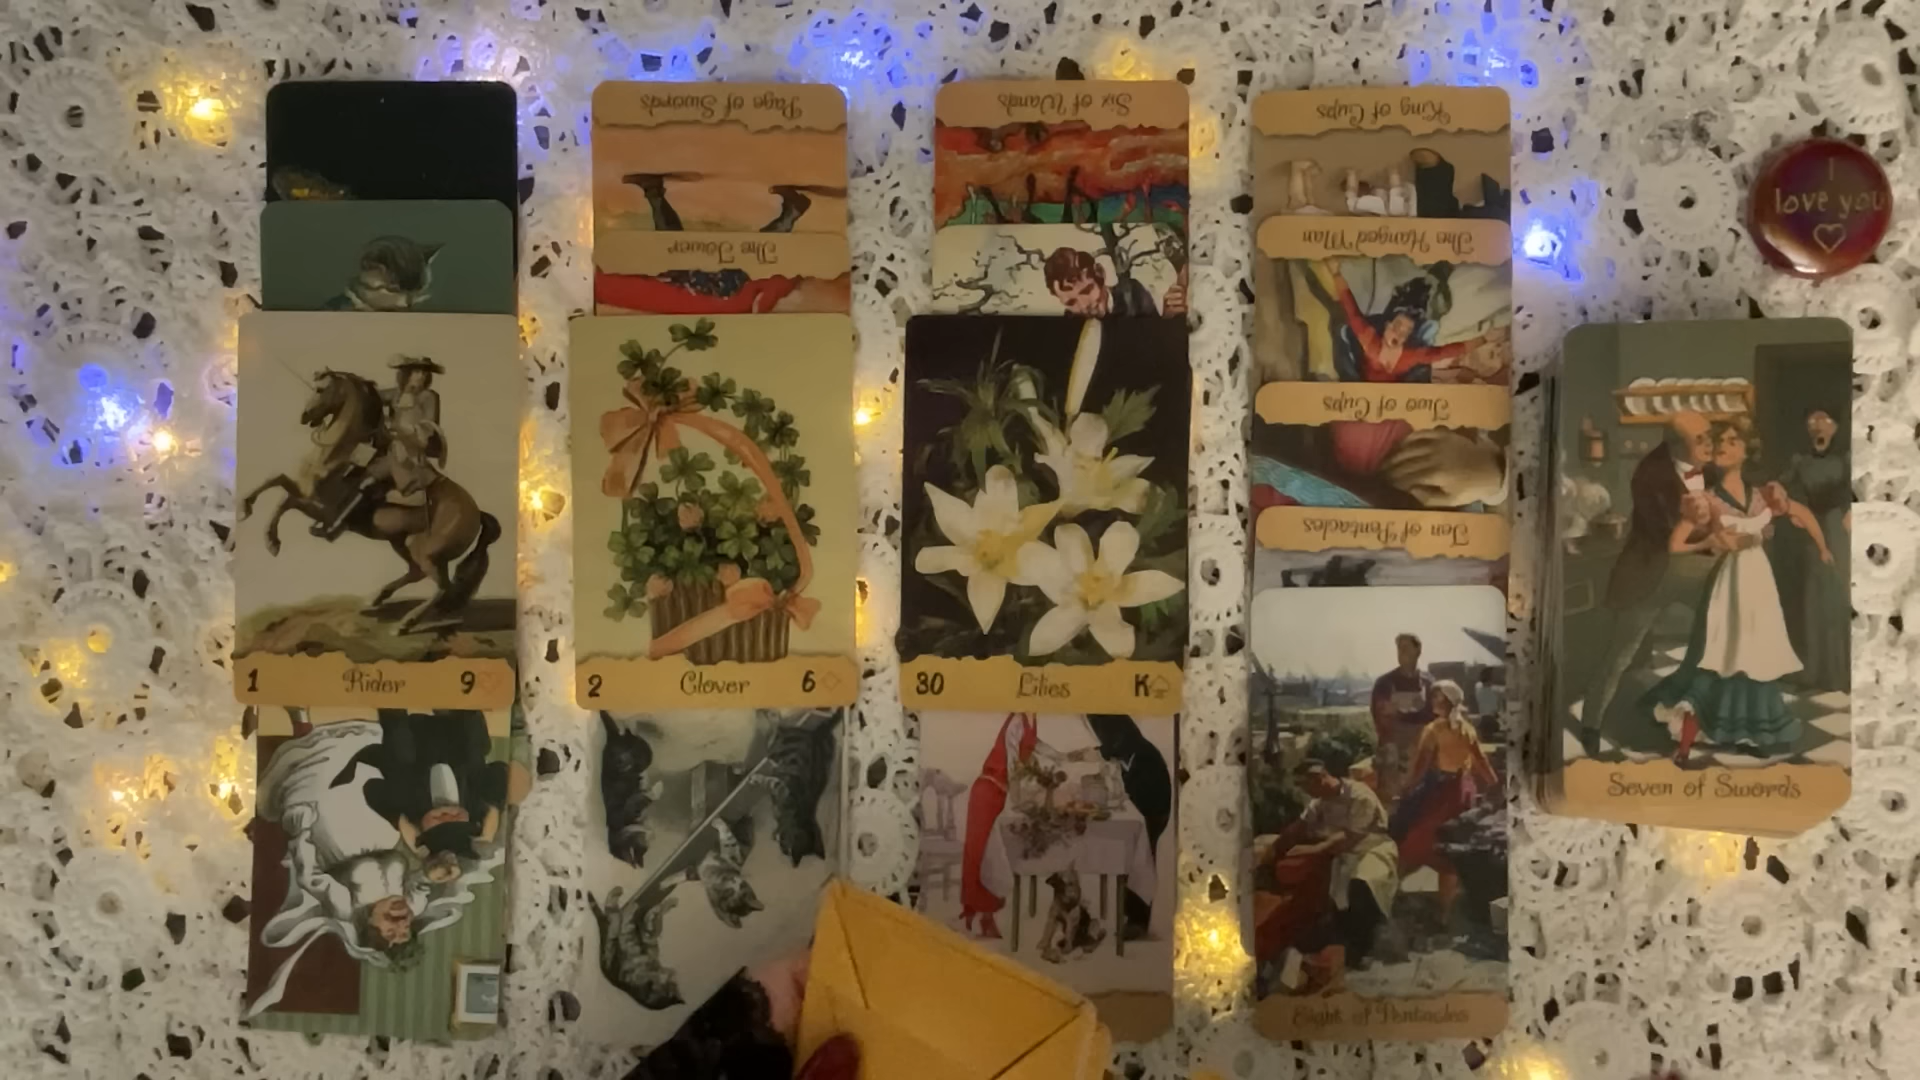 Page of Swords
Six of Wands
King of Cups
I
love you
The Tower
The Hanged Man
Two of Cups
Ten of Pentacles
1 Rider 9
2 Clover 6
30 Lilies K
Seven of Swords
Eight of Pentacles